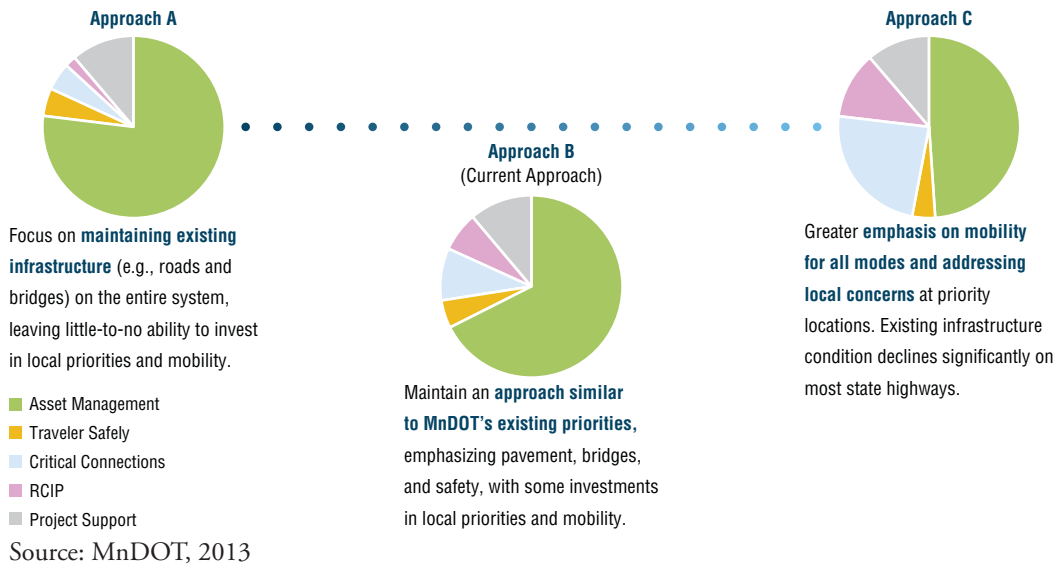 Approach A
Focus on maintaining existing
infrastructure (e.g., roads and
bridges) on the entire system,
leaving little-to-no ability to invest
in local priorities and mobility.
Approach B
(Current Approach)
Maintain an approach similar
to MnDOT's existing priorities,
emphasizing pavement, bridges,
and safety, with some investments
in local priorities and mobility.
Approach C
Greater emphasis on mobility
for all modes and addressing
local concerns at priority
locations. Existing infrastructure
condition declines significantly on
most state highways.
Asset Management
Traveler Safely
Critical Connections
RCIP
Project Support
Source: MnDOT, 2013